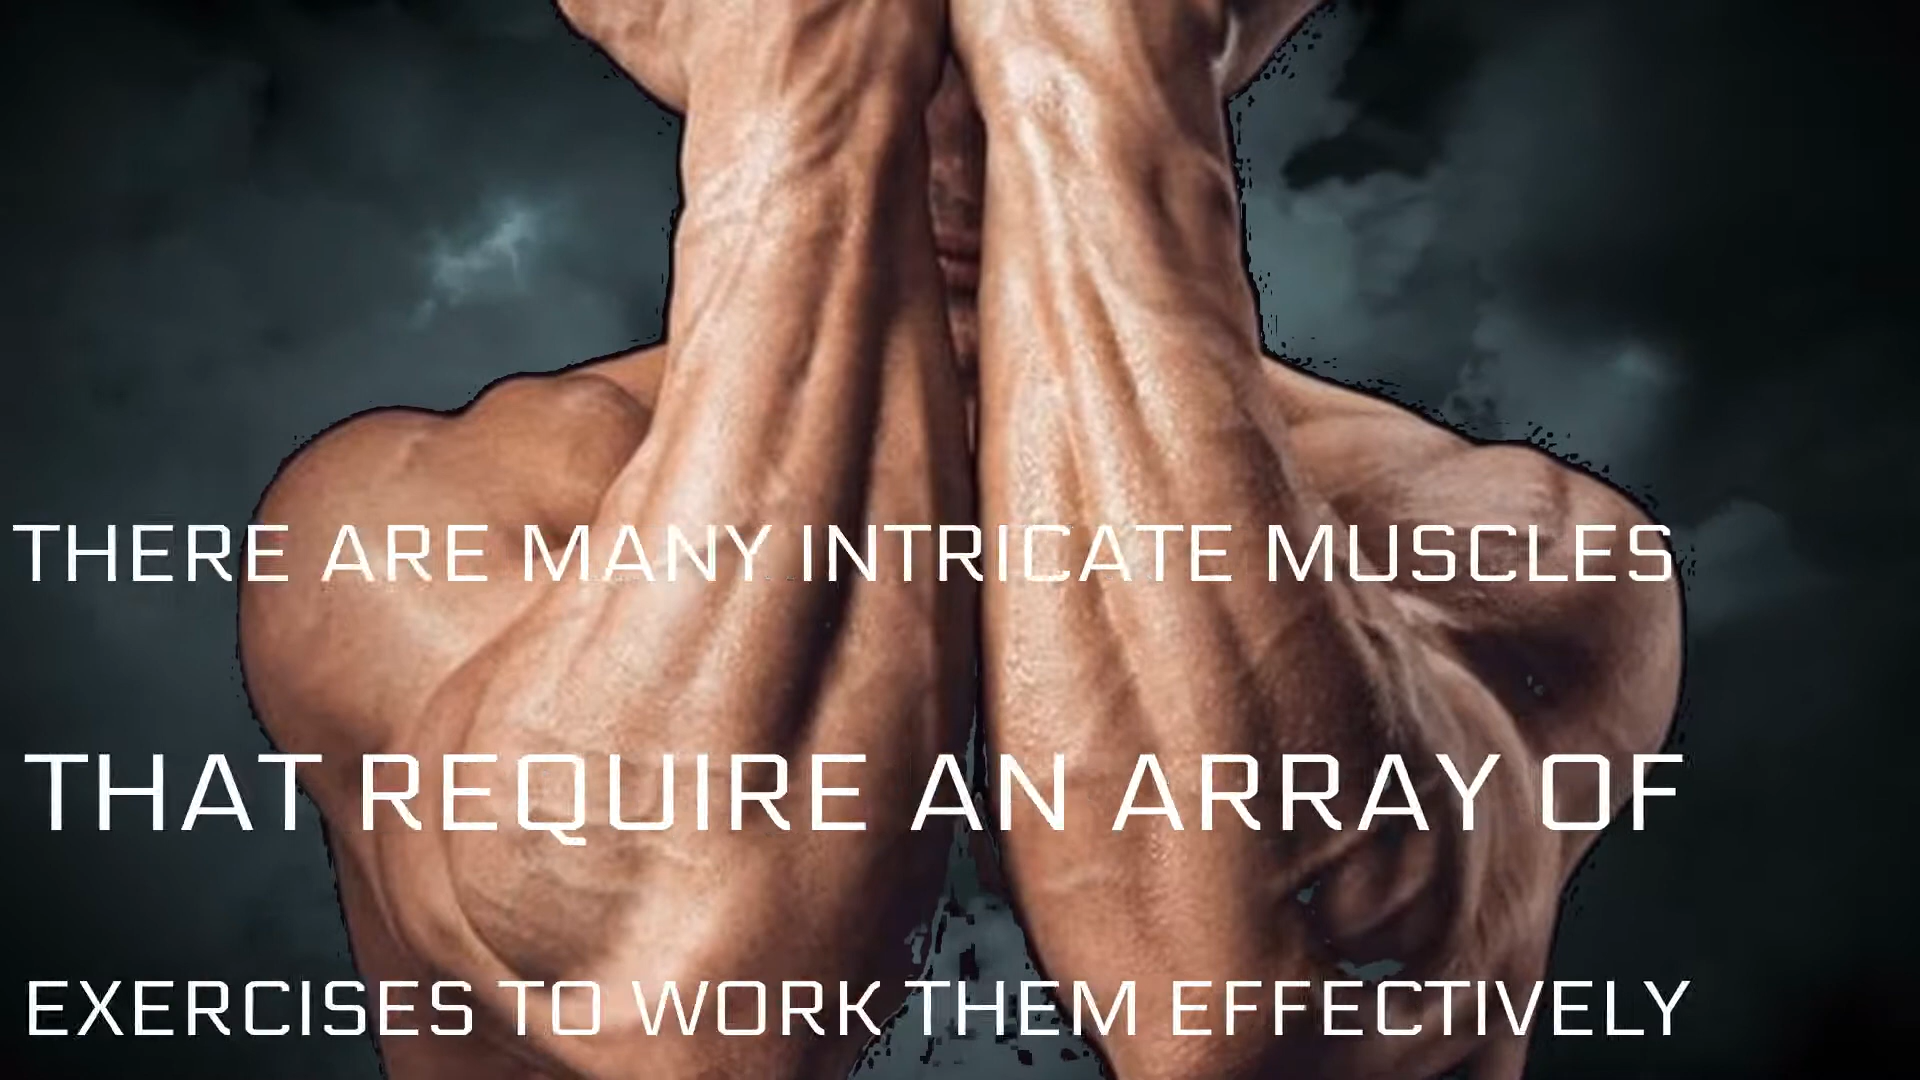 THERE ARE MANY INTRICATE MUSCLES
THAT REQUIRE AN ARRAY OF
EXERCISES TO WORK THEM EFFECTIVELY